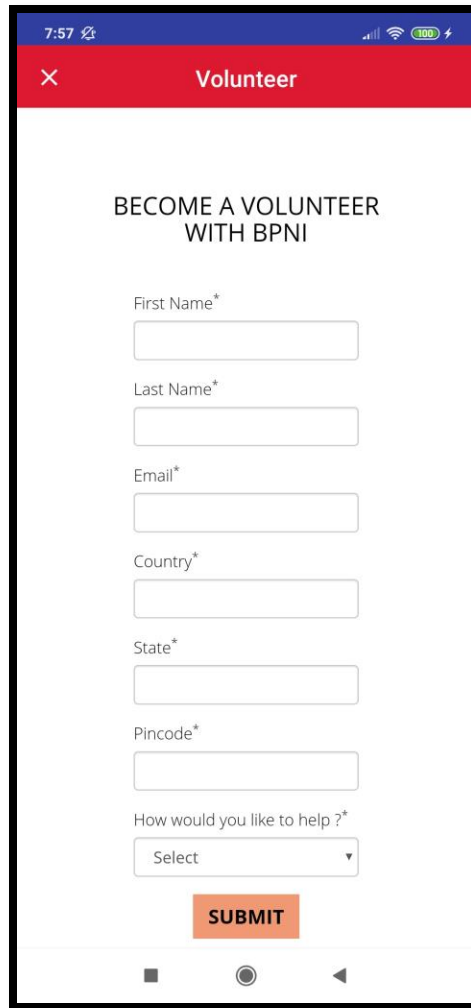 7:57
100
Volunteer
BECOME A VOLUNTEER
WITH BPNI
First Name*
Last Name*
Email*
Country*
State*
Pincode*
How would you like to help ?*
Select
SUBMIT